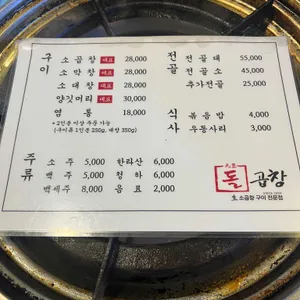 구이
소곱창 대표 28,000
소막창 대표 28,000
소대창 대표 28,000
양깃머리 대표 30,000
염통 18,000
* 2인분 이상 주문 가능
(구이류 1인분 250g, 대창 350g)
전골
전골 대 55,000
전골 소 45,000
추가전골 25,000
식사
볶음밥 4,000
우동사리 3,000
주류
소주 5,000 한라산 6,000
맥주 5,000 청하 6,000
백세주 8,000 음료 2,000
돌곱창
소곱창 구이 전문점